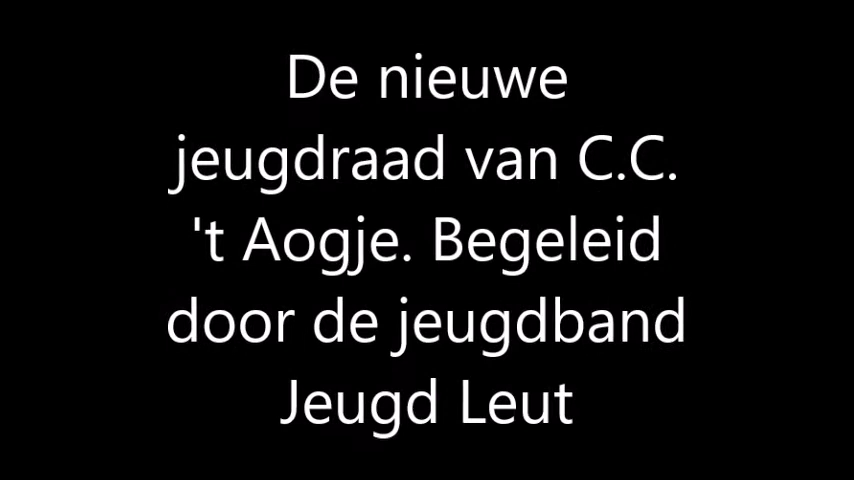 De nieuwe
jeugdraad van C.C.
't Aogje. Begeleid
door de jeugdband
Jeugd Leut